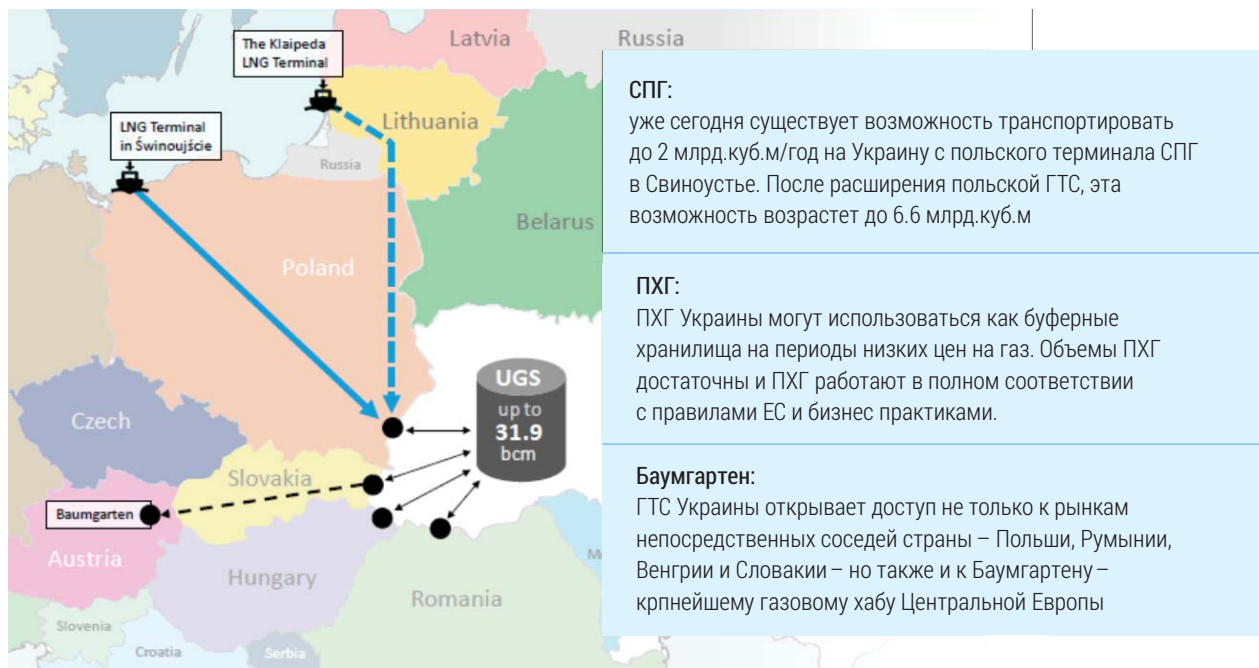 The Klaipeda
LNG Terminal
LNG Terminal
in Świnoujście
Latvia
Russia
Lithuania
Russia
Belarus
Poland
Czech
Slovakia
Baumgarten
Austria
Hungary
Romania
Slovenia
Croatia
Serbia
UGS
up to
31.9
bcm
СПГ:
уже сегодня существует возможность транспортировать
до 2 млрд.куб.м/год на Украину с польского терминала СПГ
в Свиноустье. После расширения польской ГТС, эта
возможность возрастет до 6.6 млрд.куб.м
ПХГ:
ПХГ Украины могут использоваться как буферные
хранилища на периоды низких цен на газ. Объемы ПХГ
достаточны и ПХГ работают в полном соответствии
с правилами ЕС и бизнес практиками.
Баумгартен:
ГТС Украины открывает доступ не только к рынкам
непосредственных соседей страны – Польши, Румынии,
Венгрии и Словакии – но также и к Баумгартену –
крпнейшему газовому хабу Центральной Европы